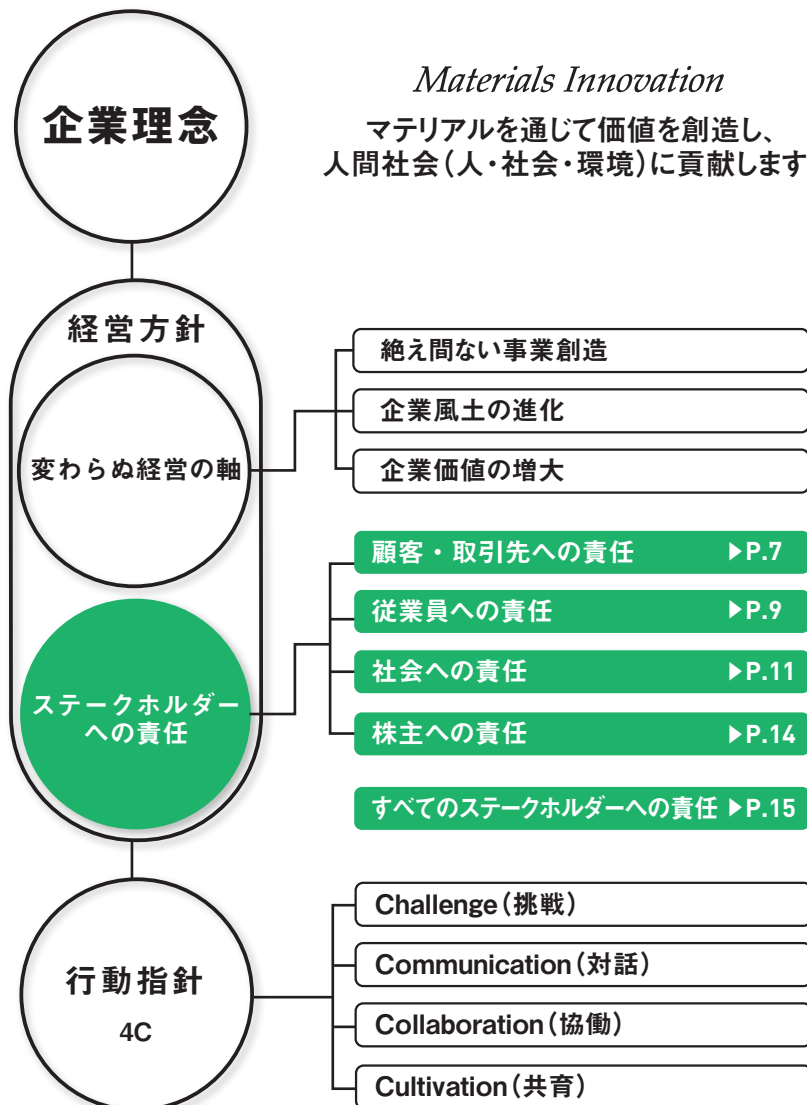 企業理念
Materials Innovation
マテリアルを通じて価値を創造し、
人間社会(人・社会・環境)に貢献します
経営方針
変わらぬ経営の軸
絶え間ない事業創造
企業風土の進化
企業価値の増大
ステークホルダー
への責任
顧客・取引先への責任 ▶P.7
従業員への責任 ▶P.9
社会への責任 ▶P.11
株主への責任 ▶P.14
すべてのステークホルダーへの責任 ▶P.15
行動指針
4C
Challenge(挑戦)
Communication(対話)
Collaboration(協働)
Cultivation(共育)